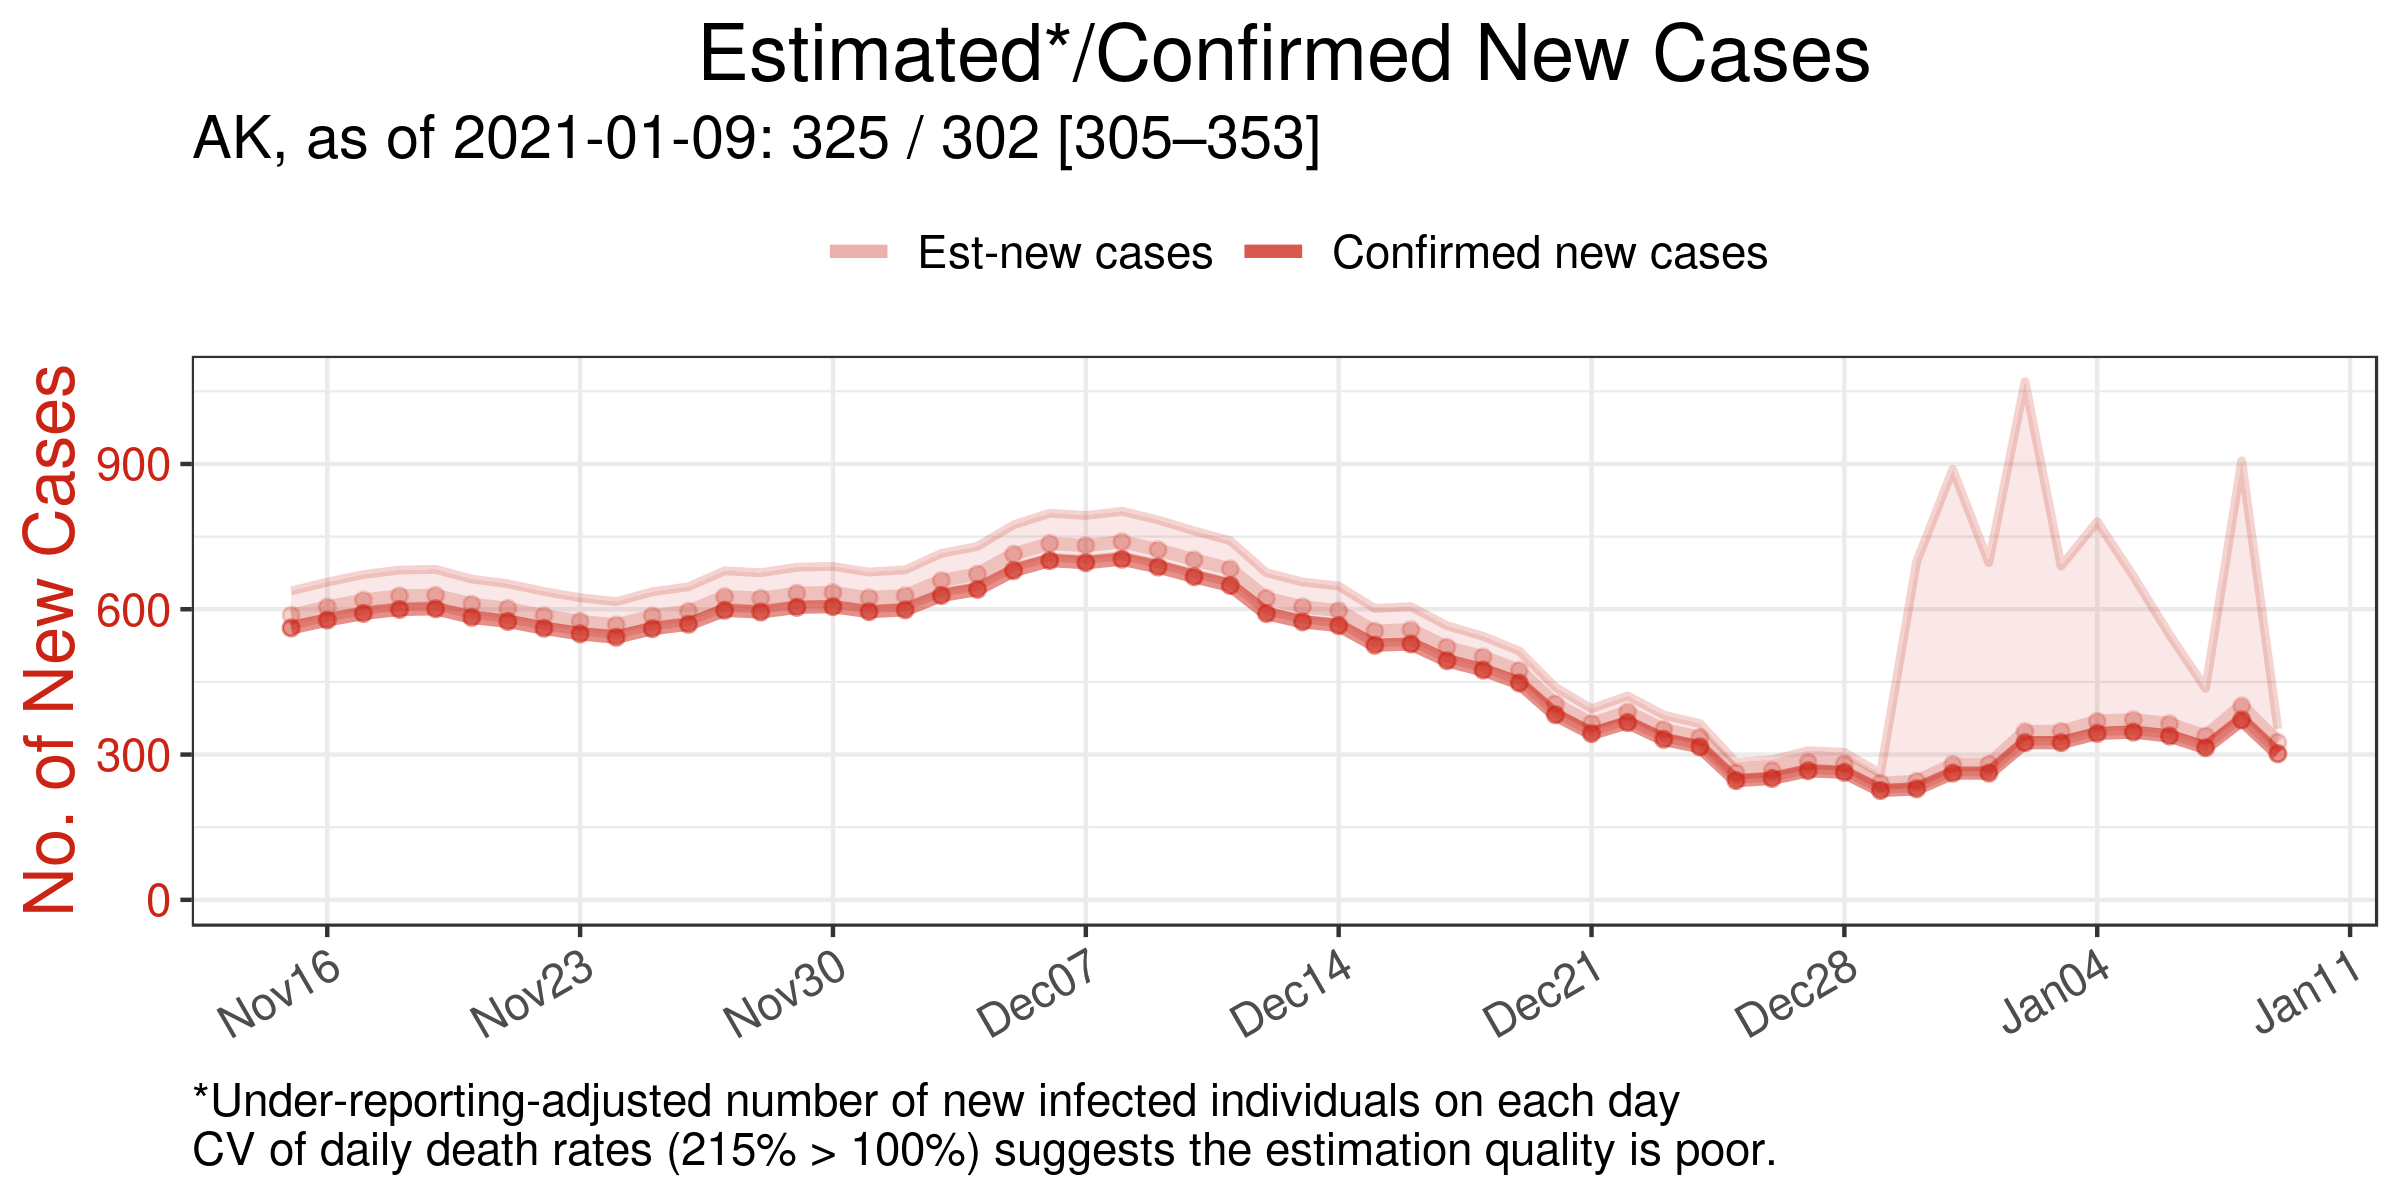 Estimated*/Confirmed New Cases
AK, as of 2021-01-09: 325 / 302 [305–353]
Est-new cases
Confirmed new cases
No. of New Cases
900
600
300
0
Nov16
Nov23
Nov30
Dec07
Dec14
Dec21
Dec28
Jan04
Jan11
*Under-reporting-adjusted number of new infected individuals on each day
CV of daily death rates (215% > 100%) suggests the estimation quality is poor.